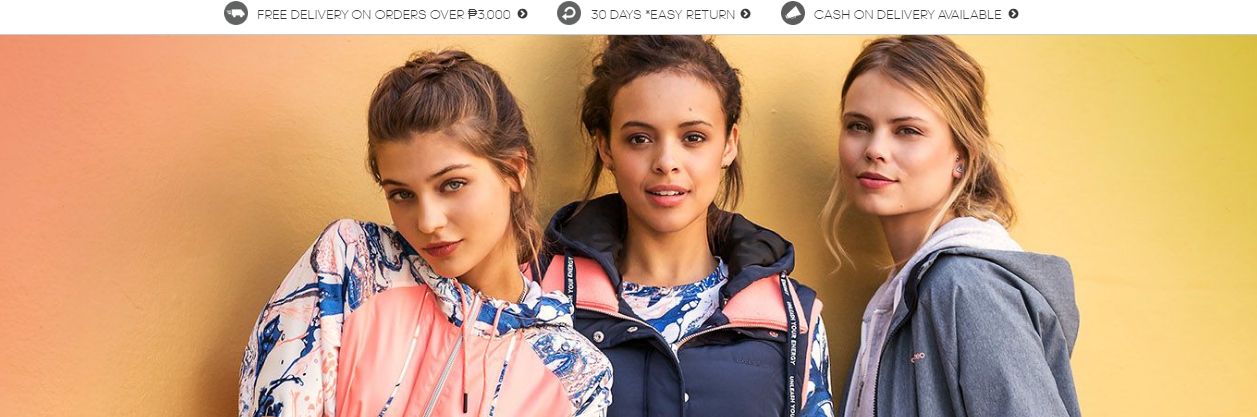 FREE DELIVERY ON ORDERS OVER ₱3,000
30 DAYS *EASY RETURN
CASH ON DELIVERY AVAILABLE
YOUR ENERGY
UNLEASH YOUR ENERGY
UNLEASH YOU